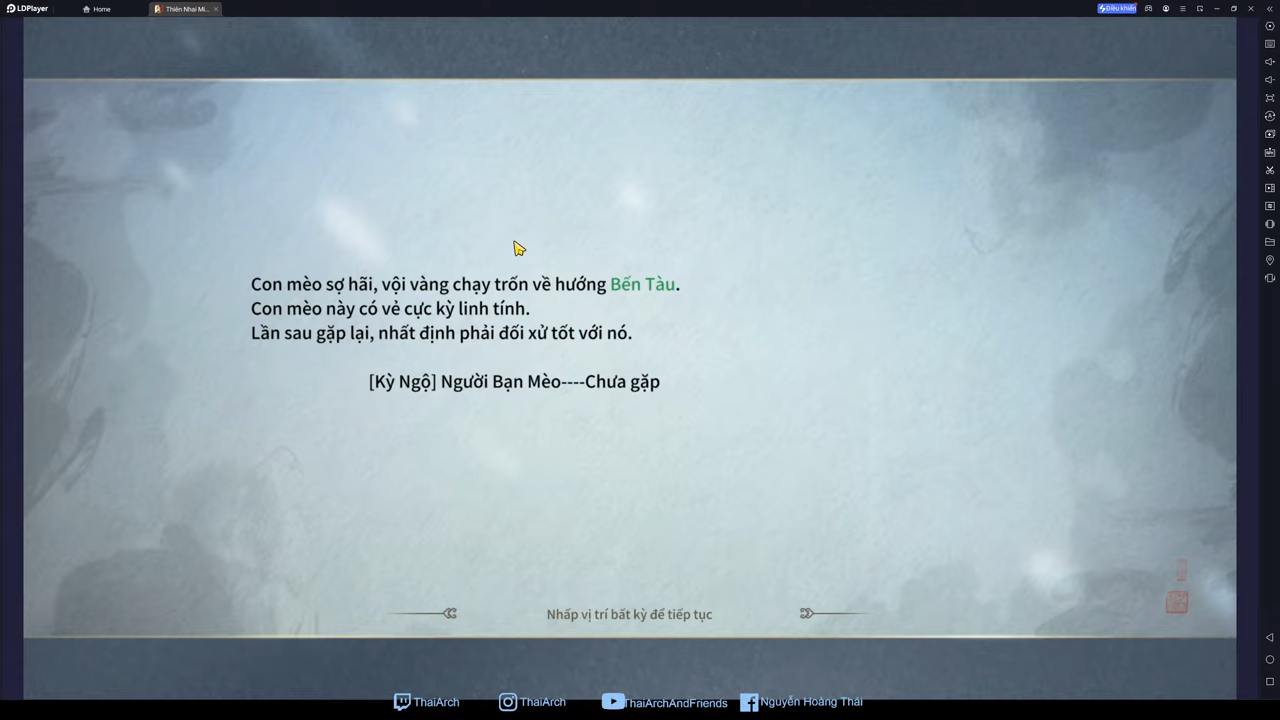 LDPlayer
Home
Thiên Nhai Mi...
Điều khiển
Con mèo sợ hãi, vội vàng chạy trốn về hướng Bến Tàu.
Con mèo này có vẻ cực kỳ linh tính.
Lần sau gặp lại, nhất định phải đối xử tốt với nó.
[Kỳ Ngộ] Người Bạn Mèo----Chưa gặp
Nhấp vị trí bất kỳ để tiếp tục
ThaiArch
ThaiArch
ThaiArchAndFriends
Nguyễn Hoàng Thái